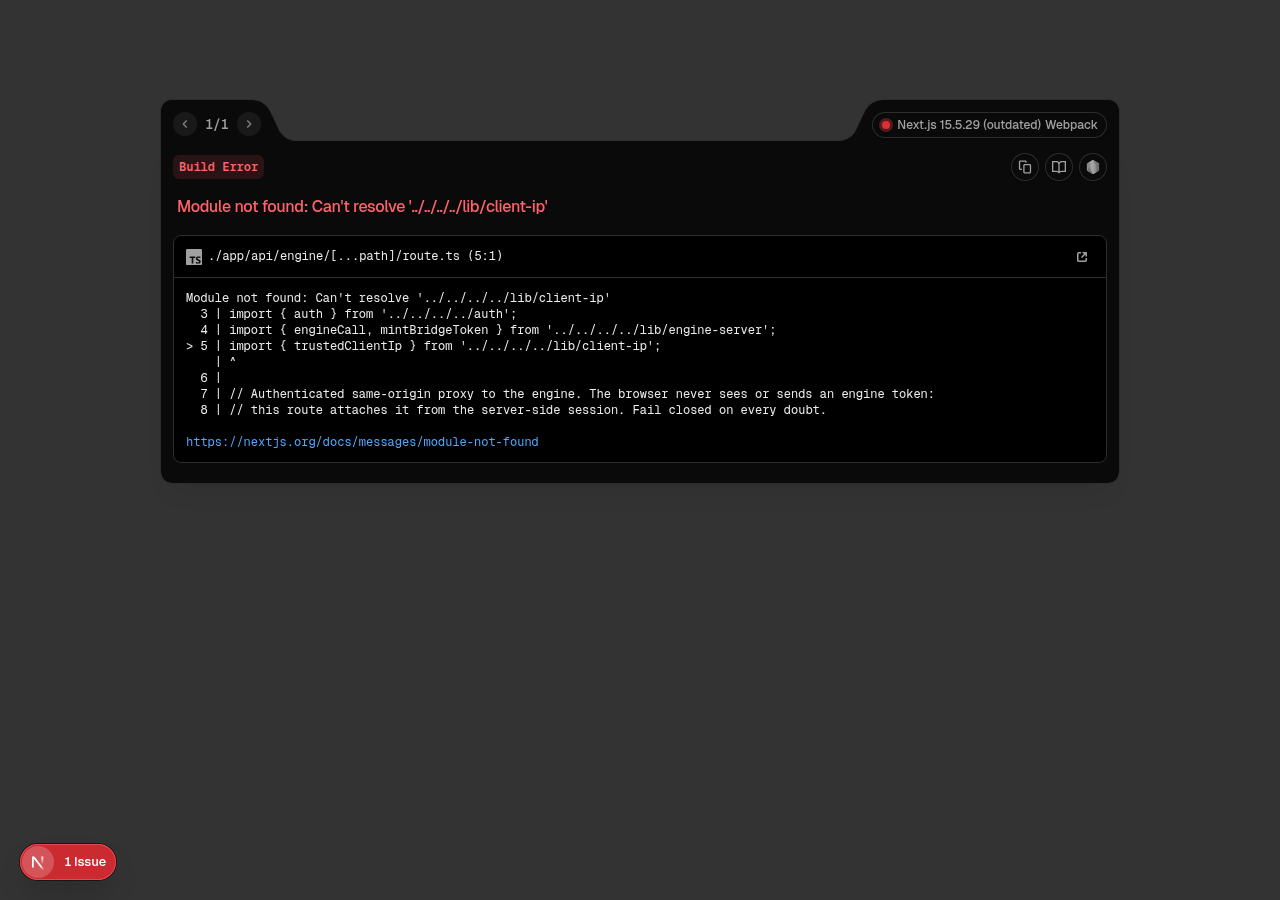 1/1
Next.js 15.5.29 (outdated) Webpack
Build Error
Module not found: Can't resolve '../../../../lib/client-ip'
TS ./app/api/engine/[...path]/route.ts (5:1)
Module not found: Can't resolve '../../../../lib/client-ip'
  3 | import { auth } from '../../../../auth';
  4 | import { engineCall, mintBridgeToken } from '../../../../lib/engine-server';
> 5 | import { trustedClientIp } from '../../../../lib/client-ip';
    | ^
  6 |
  7 | // Authenticated same-origin proxy to the engine. The browser never sees or sends an engine token:
  8 | // this route attaches it from the server-side session. Fail closed on every doubt.
https://nextjs.org/docs/messages/module-not-found
N 1 Issue